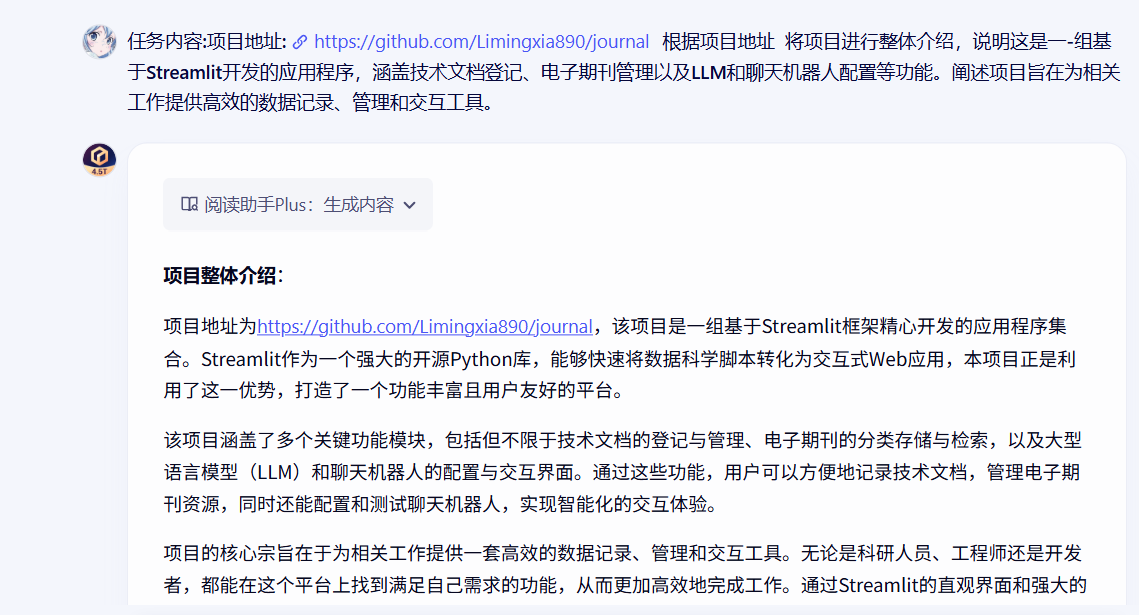 任务内容:项目地址: https://github.com/Limingxia890/journal 根据项目地址 将项目进行整体介绍，说明这是一-组基
于Streamlit开发的应用程序，涵盖技术文档登记、电子期刊管理以及LLM和聊天机器人配置等功能。阐述项目旨在为相关
工作提供高效的数据记录、管理和交互工具。
4.5T
阅读助手Plus：生成内容
项目整体介绍：
项目地址为https://github.com/Limingxia890/journal，该项目是一组基于Streamlit框架精心开发的应用程序集
合。Streamlit作为一个强大的开源Python库，能够快速将数据科学脚本转化为交互式Web应用，本项目正是利
用了这一优势，打造了一个功能丰富且用户友好的平台。
该项目涵盖了多个关键功能模块，包括但不限于技术文档的登记与管理、电子期刊的分类存储与检索，以及大型
语言模型（LLM）和聊天机器人的配置与交互界面。通过这些功能，用户可以方便地记录技术文档，管理电子期
刊资源，同时还能配置和测试聊天机器人，实现智能化的交互体验。
项目的核心宗旨在于为相关工作提供一套高效的数据记录、管理和交互工具。无论是科研人员、工程师还是开发
者，都能在这个平台上找到满足自己需求的功能，从而更加高效地完成工作。通过Streamlit的直观界面和强大的